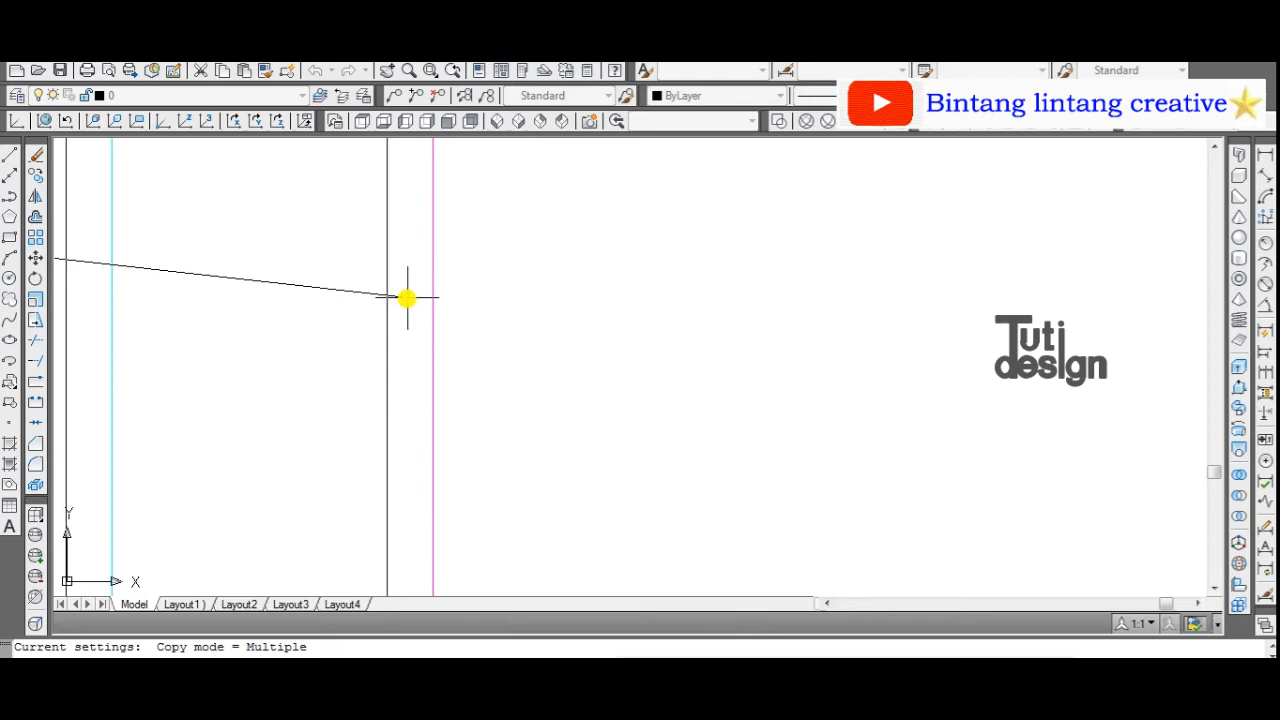 Standard
0
Standard
ByLayer
Bintang lintang creative
Tuti
design
Y
X
Model
Layout1 )
Layout2
Layout3
Layout4
1:1
Current settings:  Copy mode = Multiple